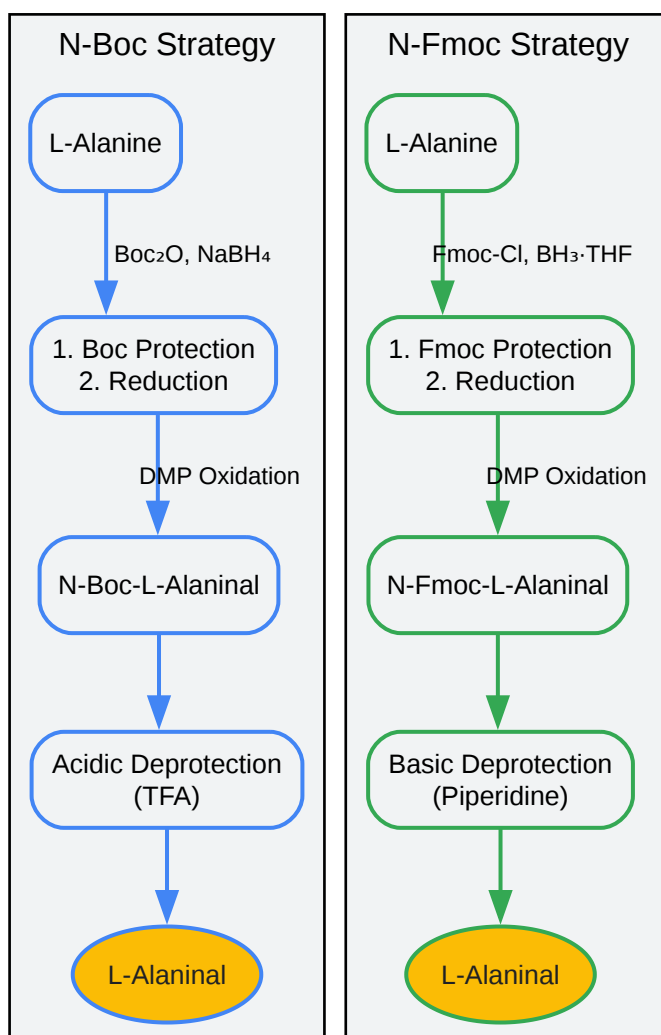 N-Boc Strategy
L-Alanine
Boc₂O, NaBH₄
1. Boc Protection
2. Reduction
DMP Oxidation
N-Boc-L-Alaninal
Acidic Deprotection
(TFA)
L-Alaninal
N-Fmoc Strategy
L-Alanine
Fmoc-Cl, BH₃·THF
1. Fmoc Protection
2. Reduction
DMP Oxidation
N-Fmoc-L-Alaninal
Basic Deprotection
(Piperidine)
L-Alaninal